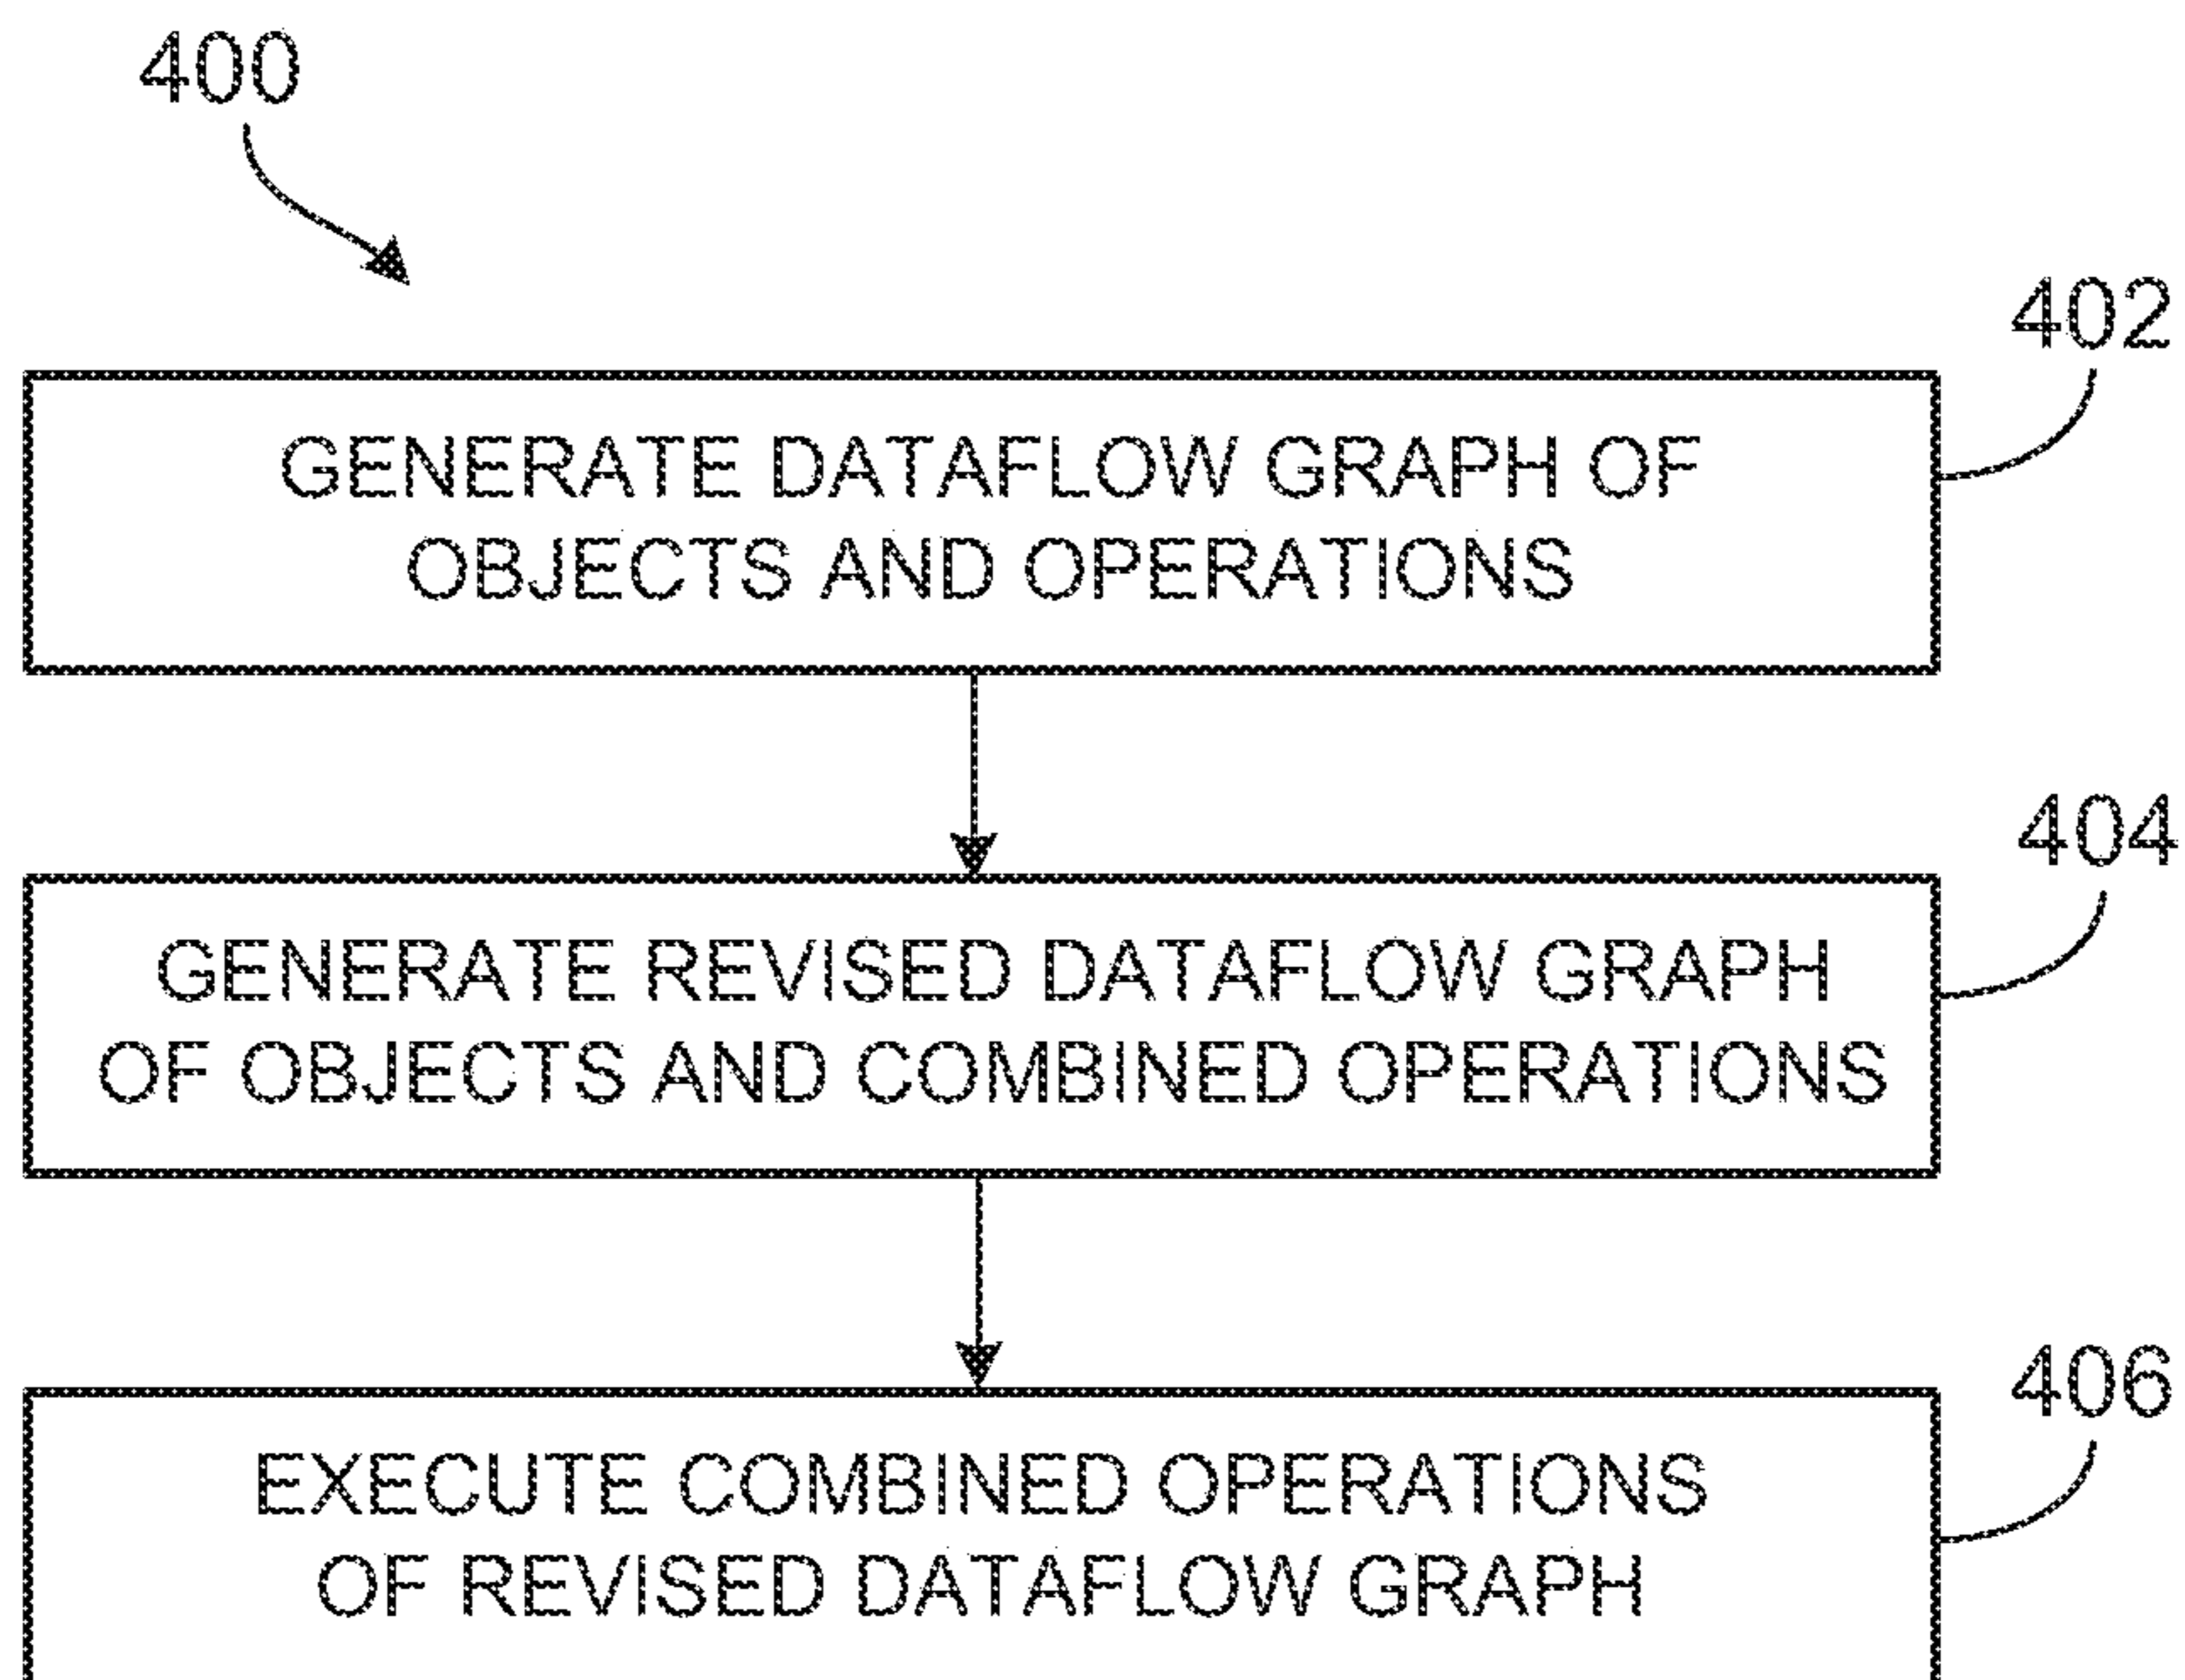 400
402
GENERATE DATAFLOW GRAPH OF
OBJECTS AND OPERATIONS
404
GENERATE REVISED DATAFLOW GRAPH
OF OBJECTS AND COMBINED OPERATIONS
406
EXECUTE COMBINED OPERATIONS
OF REVISED DATAFLOW GRAPH